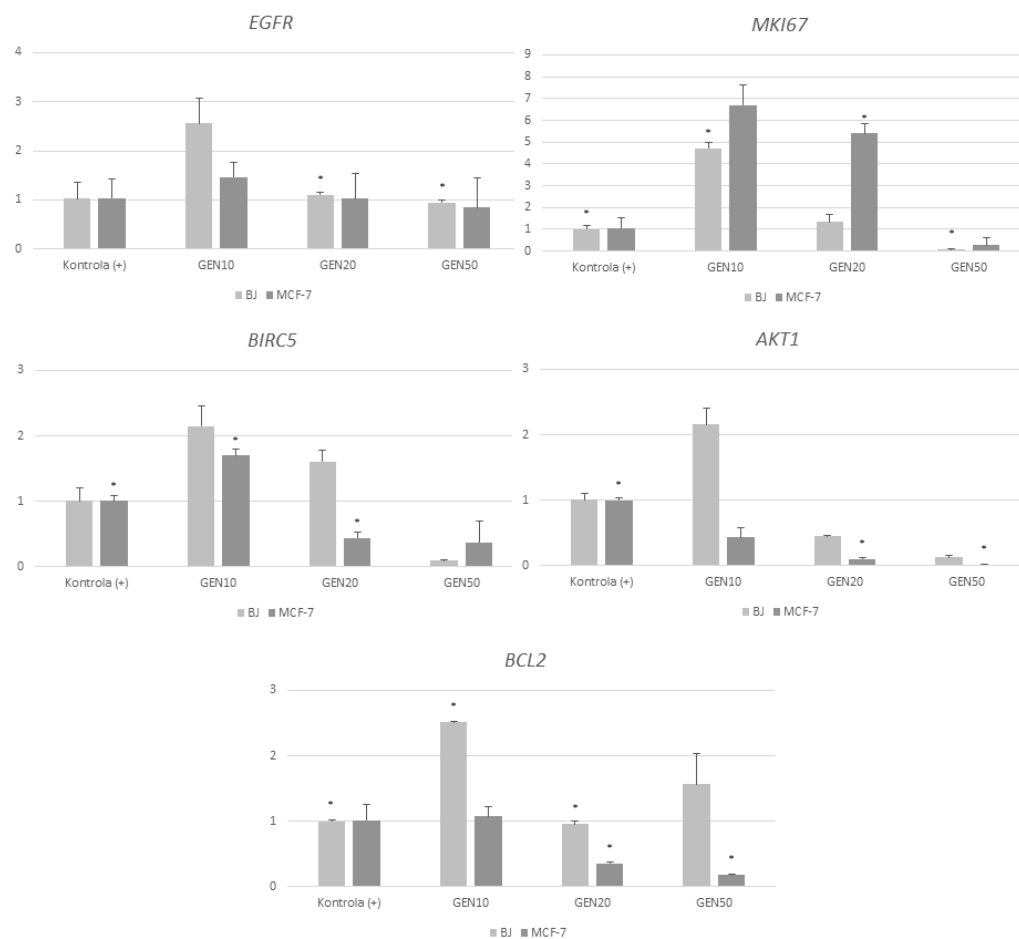 EGFR
4
3
2
1
0
Kontrola (+) GEN10 GEN20 GEN50
BJ MCF-7
MKI67
9
8
7
6
5
4
3
2
1
0
Kontrola (+) GEN10 GEN20 GEN50
BJ MCF-7
BIRC5
3
2
1
0
Kontrola (+) GEN10 GEN20 GEN50
BJ MCF-7
AKT1
3
2
1
0
Kontrola (+) GEN10 GEN20 GEN50
BJ MCF-7
BCL2
3
2
1
0
Kontrola (+) GEN10 GEN20 GEN50
BJ MCF-7